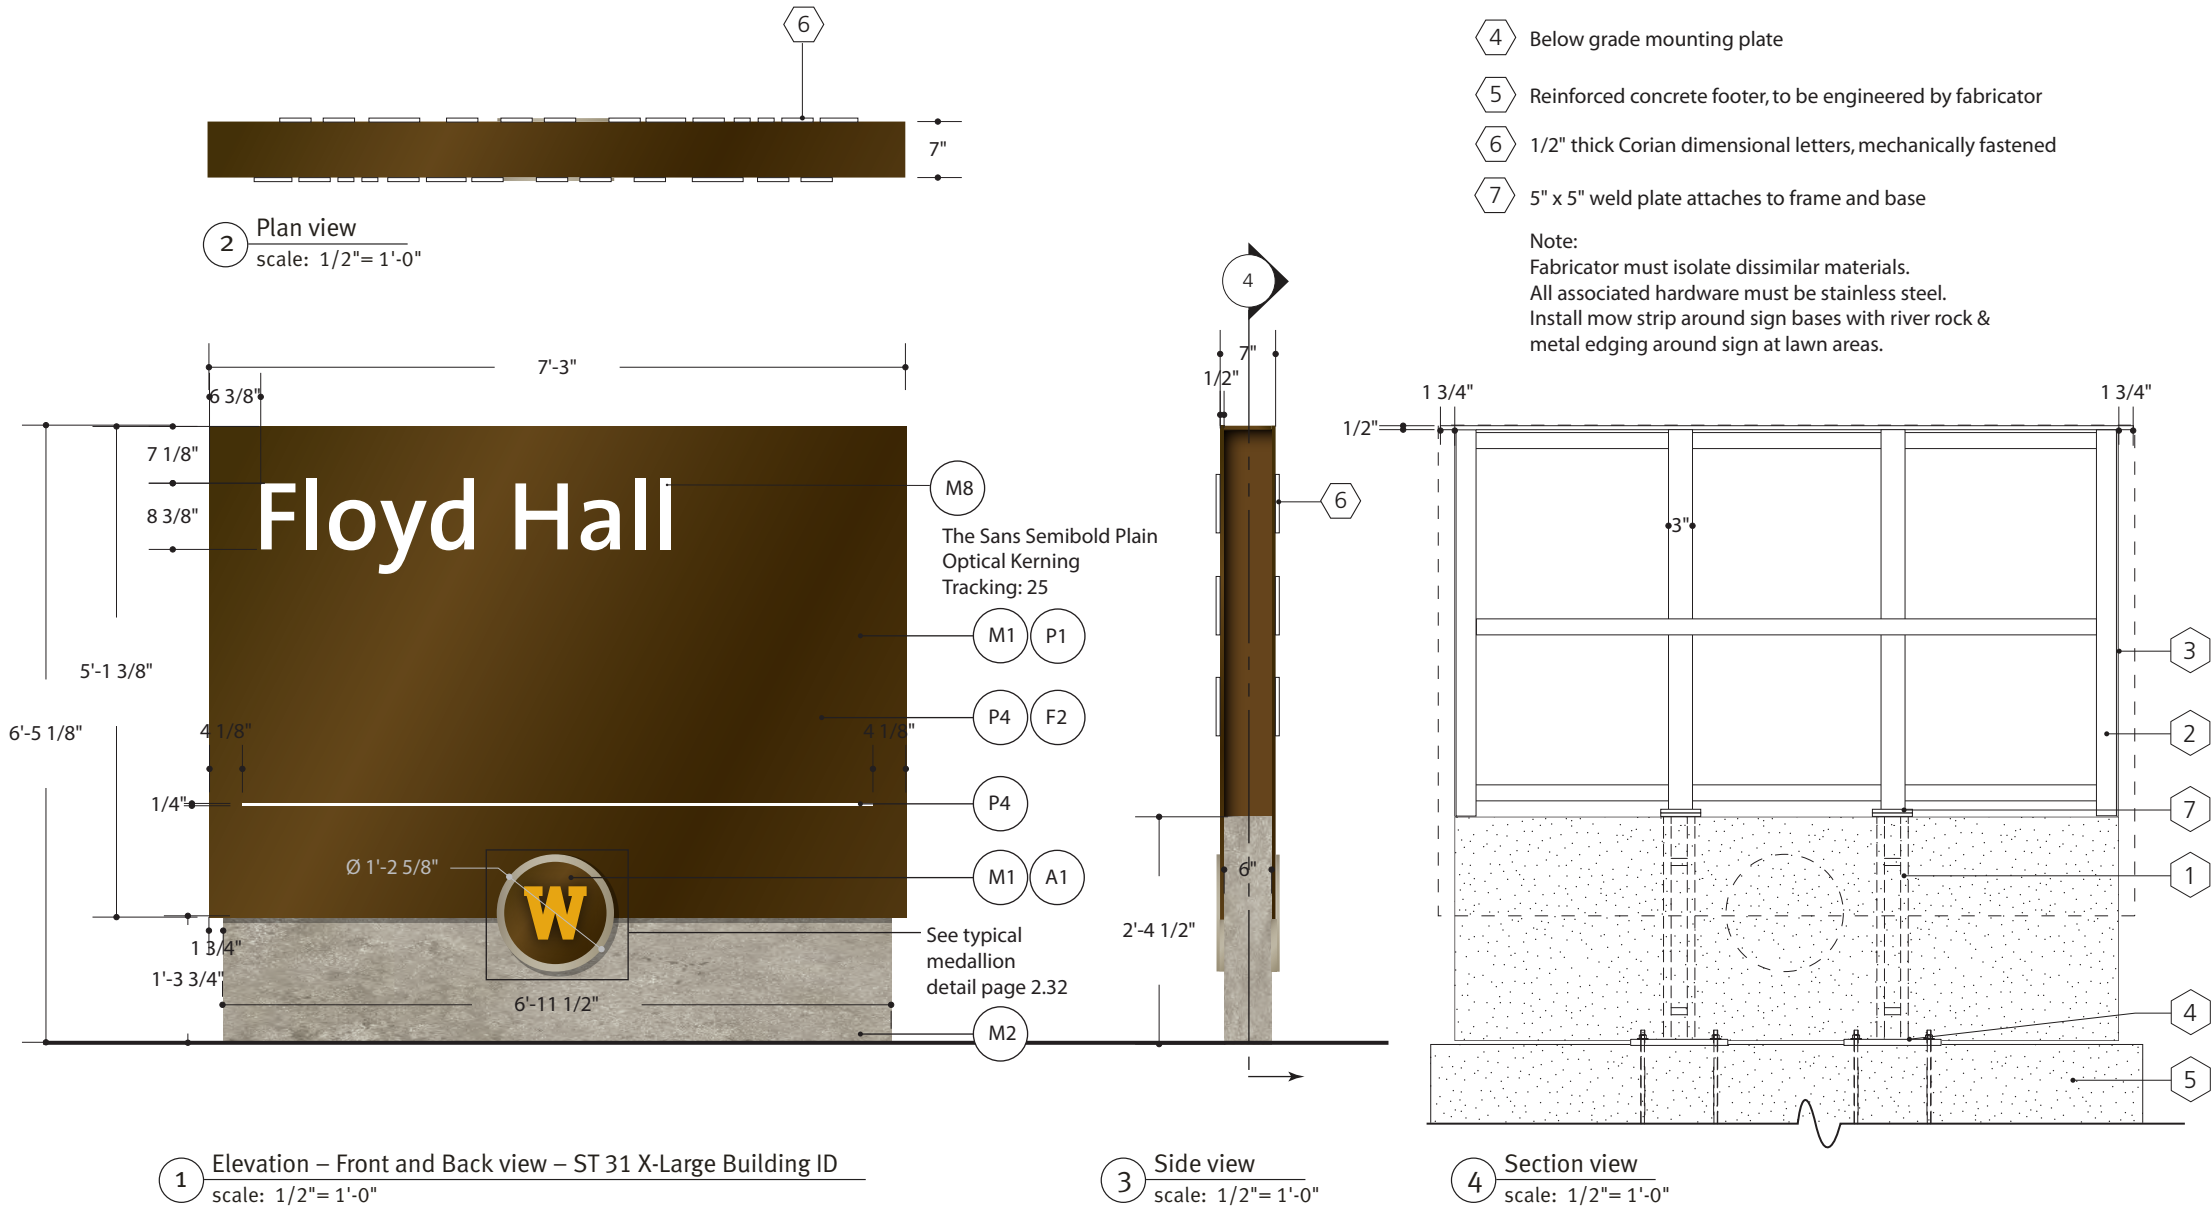 6
7"
2
Plan view
scale: 1/2"= 1'-0"
4 Below grade mounting plate
5 Reinforced concrete footer, to be engineered by fabricator
6 1/2" thick Corian dimensional letters, mechanically fastened
7 5" x 5" weld plate attaches to frame and base
Note:
Fabricator must isolate dissimilar materials.
All associated hardware must be stainless steel.
Install mow strip around sign bases with river rock &
metal edging around sign at lawn areas.
7'-3"
6 3/8"
7 1/8"
8 3/8"
5'-1 3/8"
6'-5 1/8"
4 1/8"
4 1/8"
1/4"
Floyd Hall
M8
The Sans Semibold Plain
Optical Kerning
Tracking: 25
M1 P1
P4 F2
P4
Ø 1'-2 5/8"
W
M1 A1
See typical
medallion
detail page 2.32
1 3/4"
1'-3 3/4"
6'-11 1/2"
M2
1
Elevation – Front and Back view – ST 31 X-Large Building ID
scale: 1/2"= 1'-0"
4
7"
1/2"
6
6"
2'-4 1/2"
3
Side view
scale: 1/2"= 1'-0"
1 3/4"
1 3/4"
1/2"
3"
3
2
7
1
4
5
4
Section view
scale: 1/2"= 1'-0"